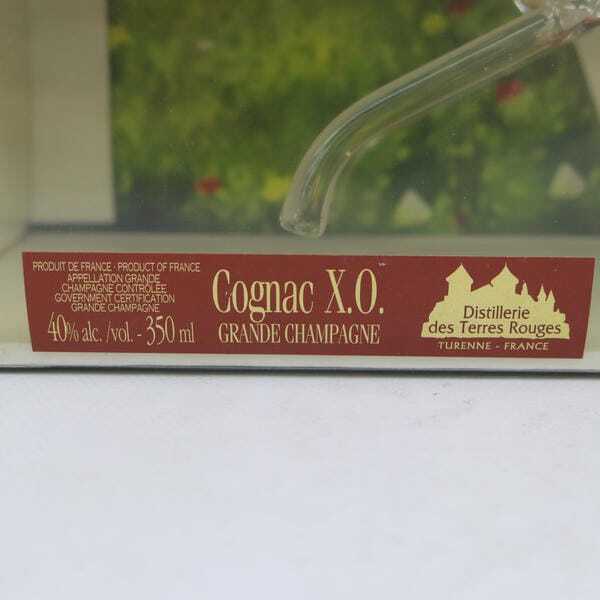 PRODUIT DE FRANCE - PRODUCT OF FRANCE
APPELLATION GRANDE
CHAMPAGNE CONTRÔLÉE
GOVERNMENT CERTIFICATION
GRANDE CHAMPAGNE
40% alc. /vol. - 350 ml
Cognac X.O.
GRANDE CHAMPAGNE
Distillerie
des Terres Rouges
TURENNE - FRANCE